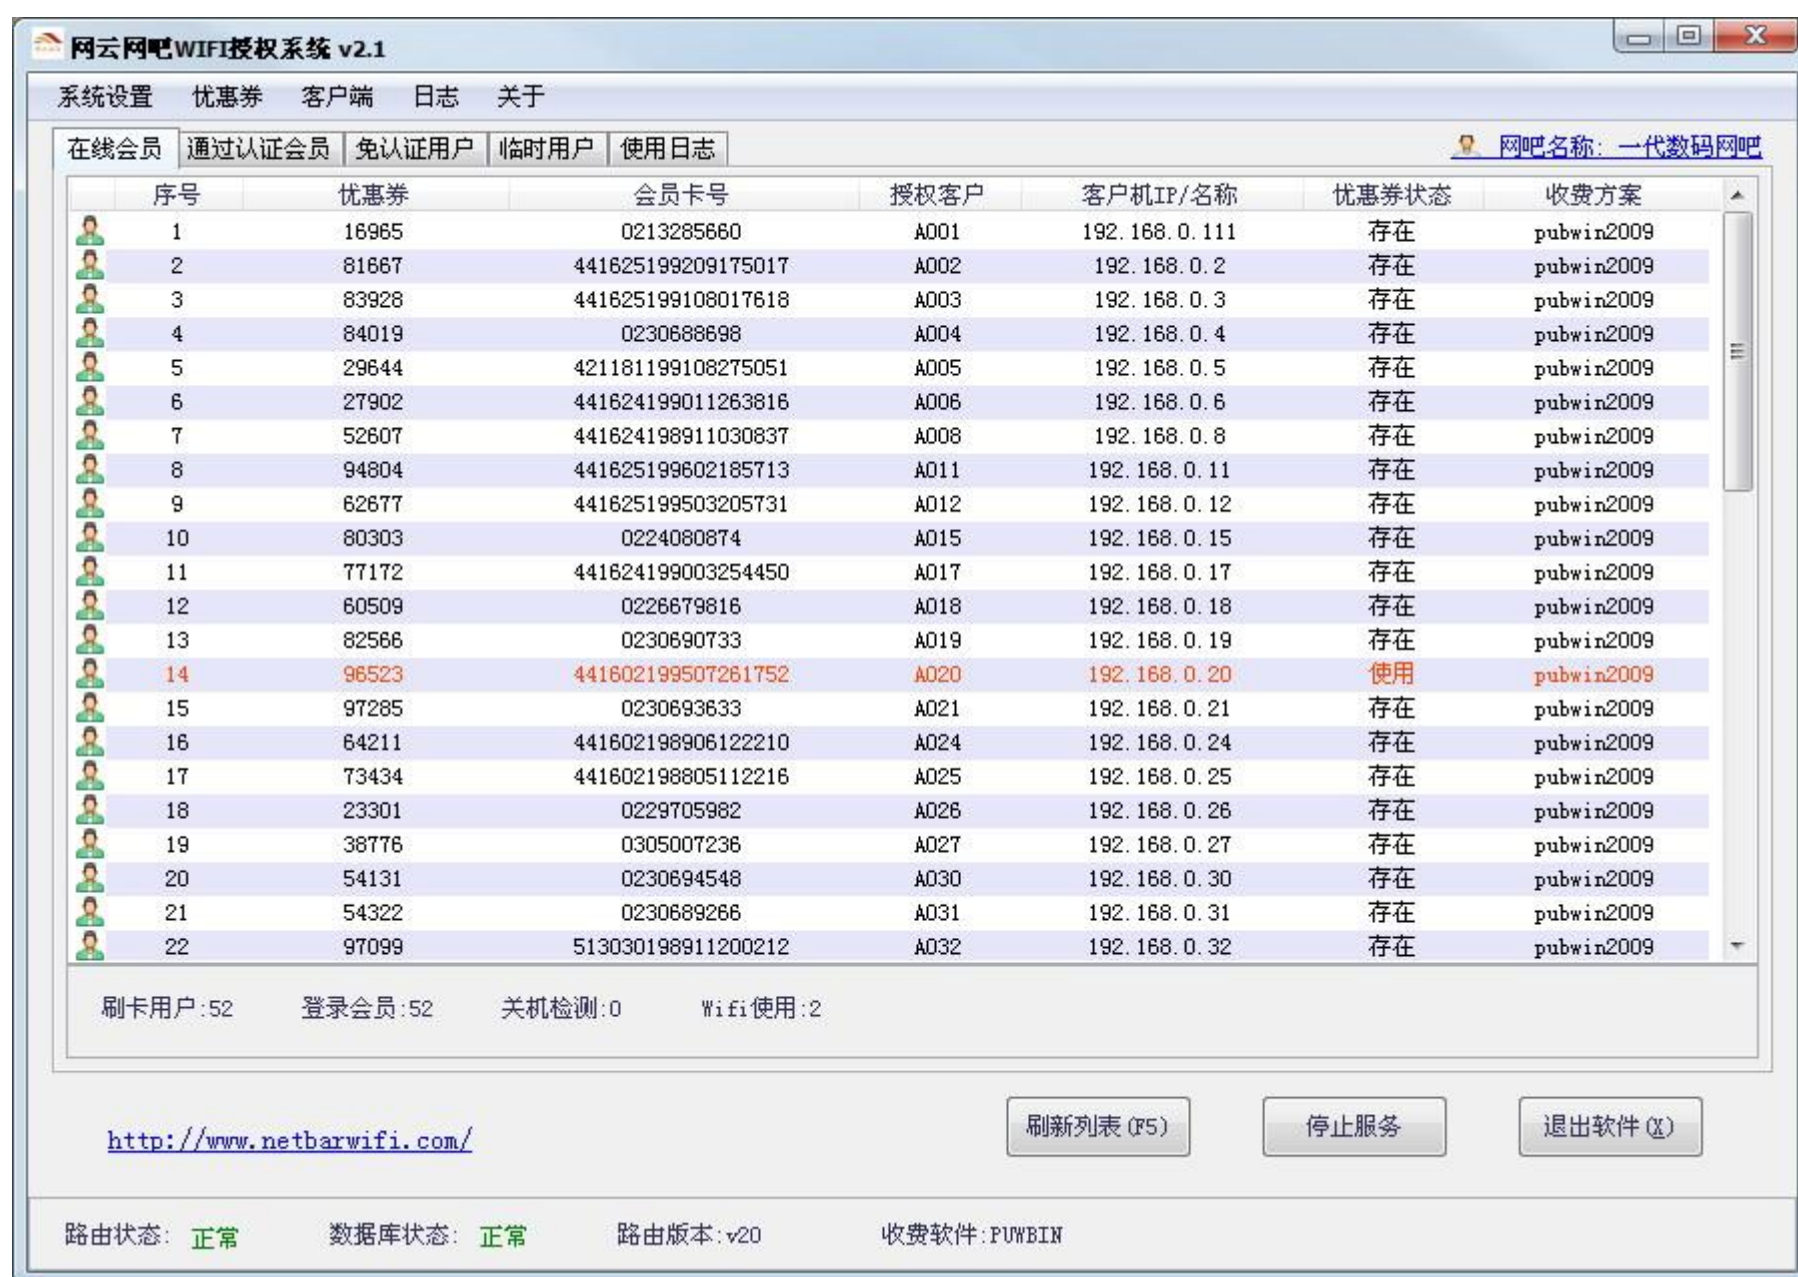 网云网吧WIFI授权系统 v2.1
系统设置 优惠券 客户端 日志 关于
在线会员 通过认证会员 免认证用户 临时用户 使用日志 网吧名称: 一代数码网吧
序号 优惠券 会员卡号 授权客户 客户机IP/名称 优惠券状态 收费方案
1 16965 0213285660 A001 192.168.0.111 存在 pubwin2009
2 81667 441625199209175017 A002 192.168.0.2 存在 pubwin2009
3 83928 441625199108017618 A003 192.168.0.3 存在 pubwin2009
4 84019 0230688698 A004 192.168.0.4 存在 pubwin2009
5 29644 421181199108275051 A005 192.168.0.5 存在 pubwin2009
6 27902 441624199011263816 A006 192.168.0.6 存在 pubwin2009
7 52607 441624198911030837 A008 192.168.0.8 存在 pubwin2009
8 94804 441625199602185713 A011 192.168.0.11 存在 pubwin2009
9 62677 441625199503205731 A012 192.168.0.12 存在 pubwin2009
10 80303 0224080874 A015 192.168.0.15 存在 pubwin2009
11 77172 441624199003254450 A017 192.168.0.17 存在 pubwin2009
12 60509 0226679816 A018 192.168.0.18 存在 pubwin2009
13 82566 0230690733 A019 192.168.0.19 存在 pubwin2009
14 96523 441602199507261752 A020 192.168.0.20 使用 pubwin2009
15 97285 0230693633 A021 192.168.0.21 存在 pubwin2009
16 64211 441602198906122210 A024 192.168.0.24 存在 pubwin2009
17 73434 441602198805112216 A025 192.168.0.25 存在 pubwin2009
18 23301 0229705982 A026 192.168.0.26 存在 pubwin2009
19 38776 0305007236 A027 192.168.0.27 存在 pubwin2009
20 54131 0230694548 A030 192.168.0.30 存在 pubwin2009
21 54322 0230689266 A031 192.168.0.31 存在 pubwin2009
22 97099 513030198911200212 A032 192.168.0.32 存在 pubwin2009
刷卡用户:52 登录会员:52 关机检测:0 Wifi使用:2
http://www.netbarwifi.com/ 刷新列表(F5) 停止服务 退出软件(X)
路由状态: 正常 数据库状态: 正常 路由版本:v20 收费软件:PUWBIN